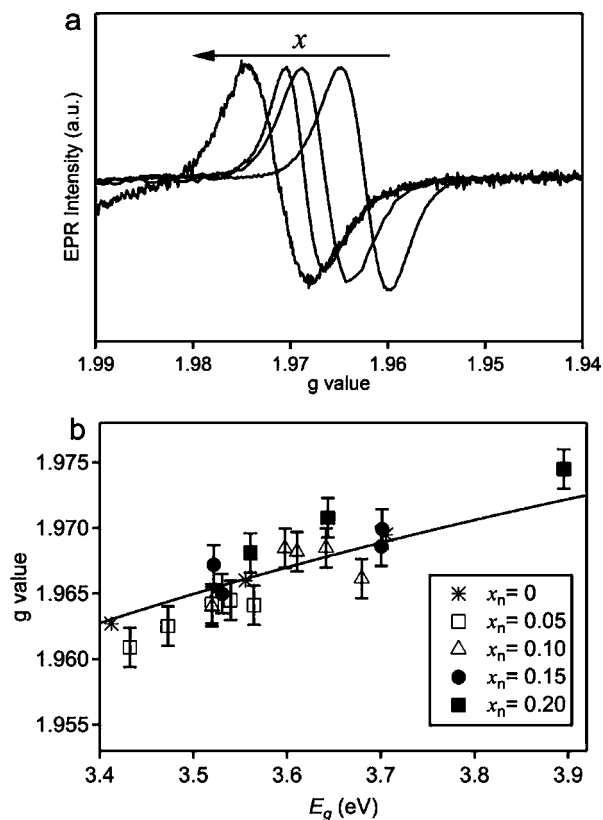 a
x
EPR Intensity (a.u.)
1.99 1.98 1.97 1.96 1.95 1.94
g value
b
1.975
1.970
1.965
1.960
1.955
g value
xn= 0
xn= 0.05
xn= 0.10
xn= 0.15
xn= 0.20
3.4 3.5 3.6 3.7 3.8 3.9
Eg (eV)